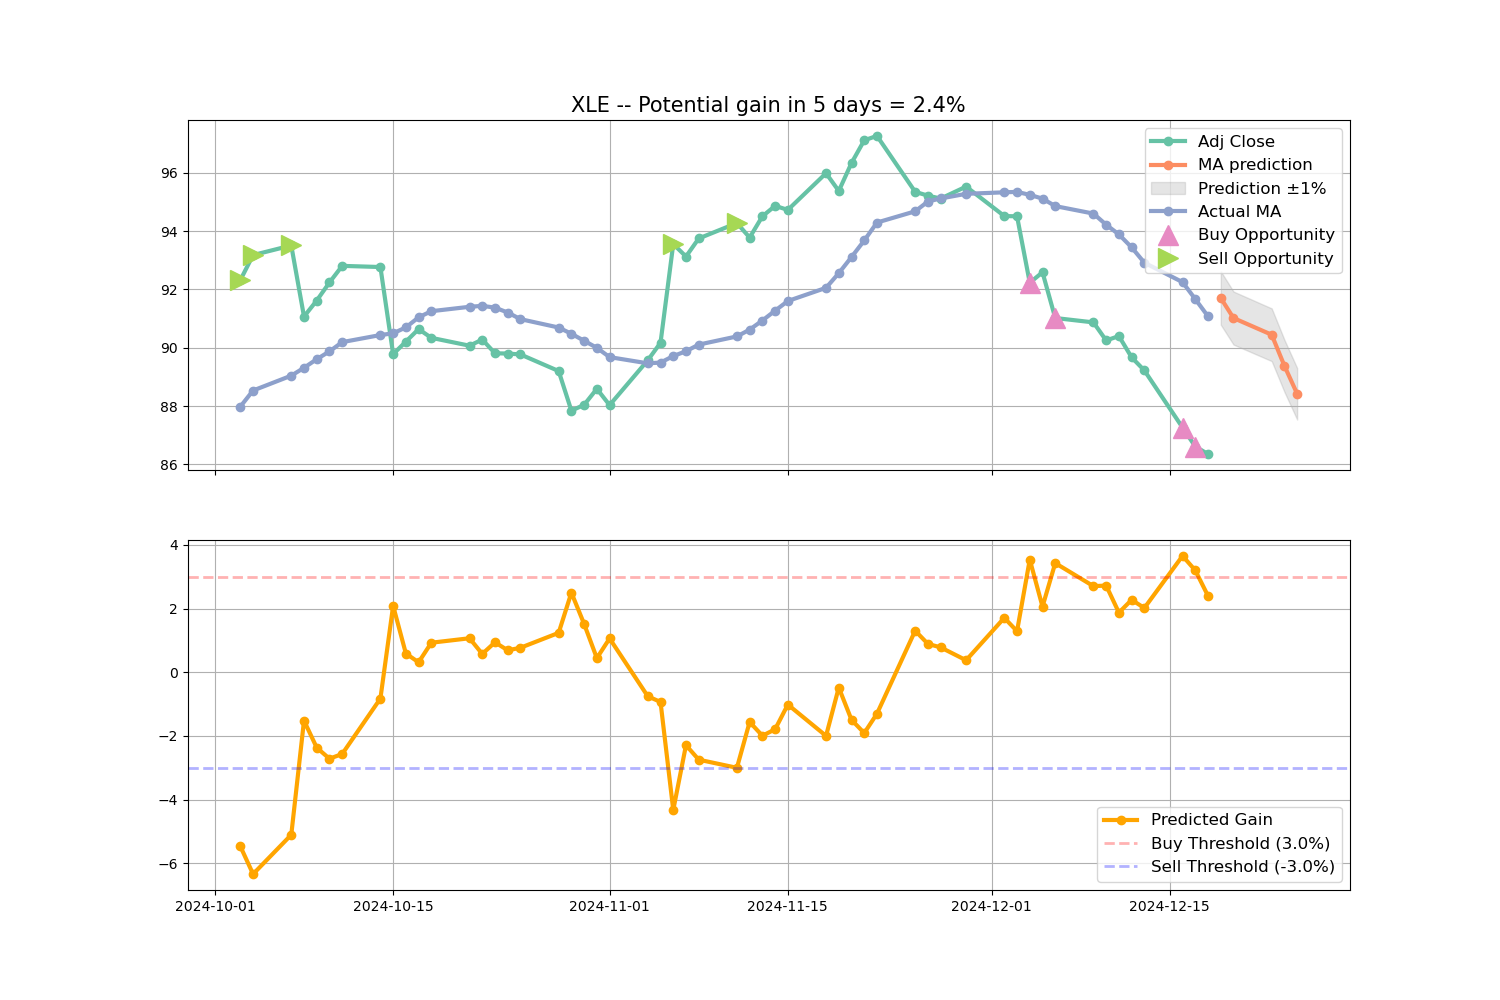 XLE -- Potential gain in 5 days = 2.4%
96
94
92
90
88
86
Adj Close
MA prediction
Prediction ±1%
Actual MA
Buy Opportunity
Sell Opportunity
4
2
0
−2
−4
−6
Predicted Gain
Buy Threshold (3.0%)
Sell Threshold (-3.0%)
2024-10-01
2024-10-15
2024-11-01
2024-11-15
2024-12-01
2024-12-15